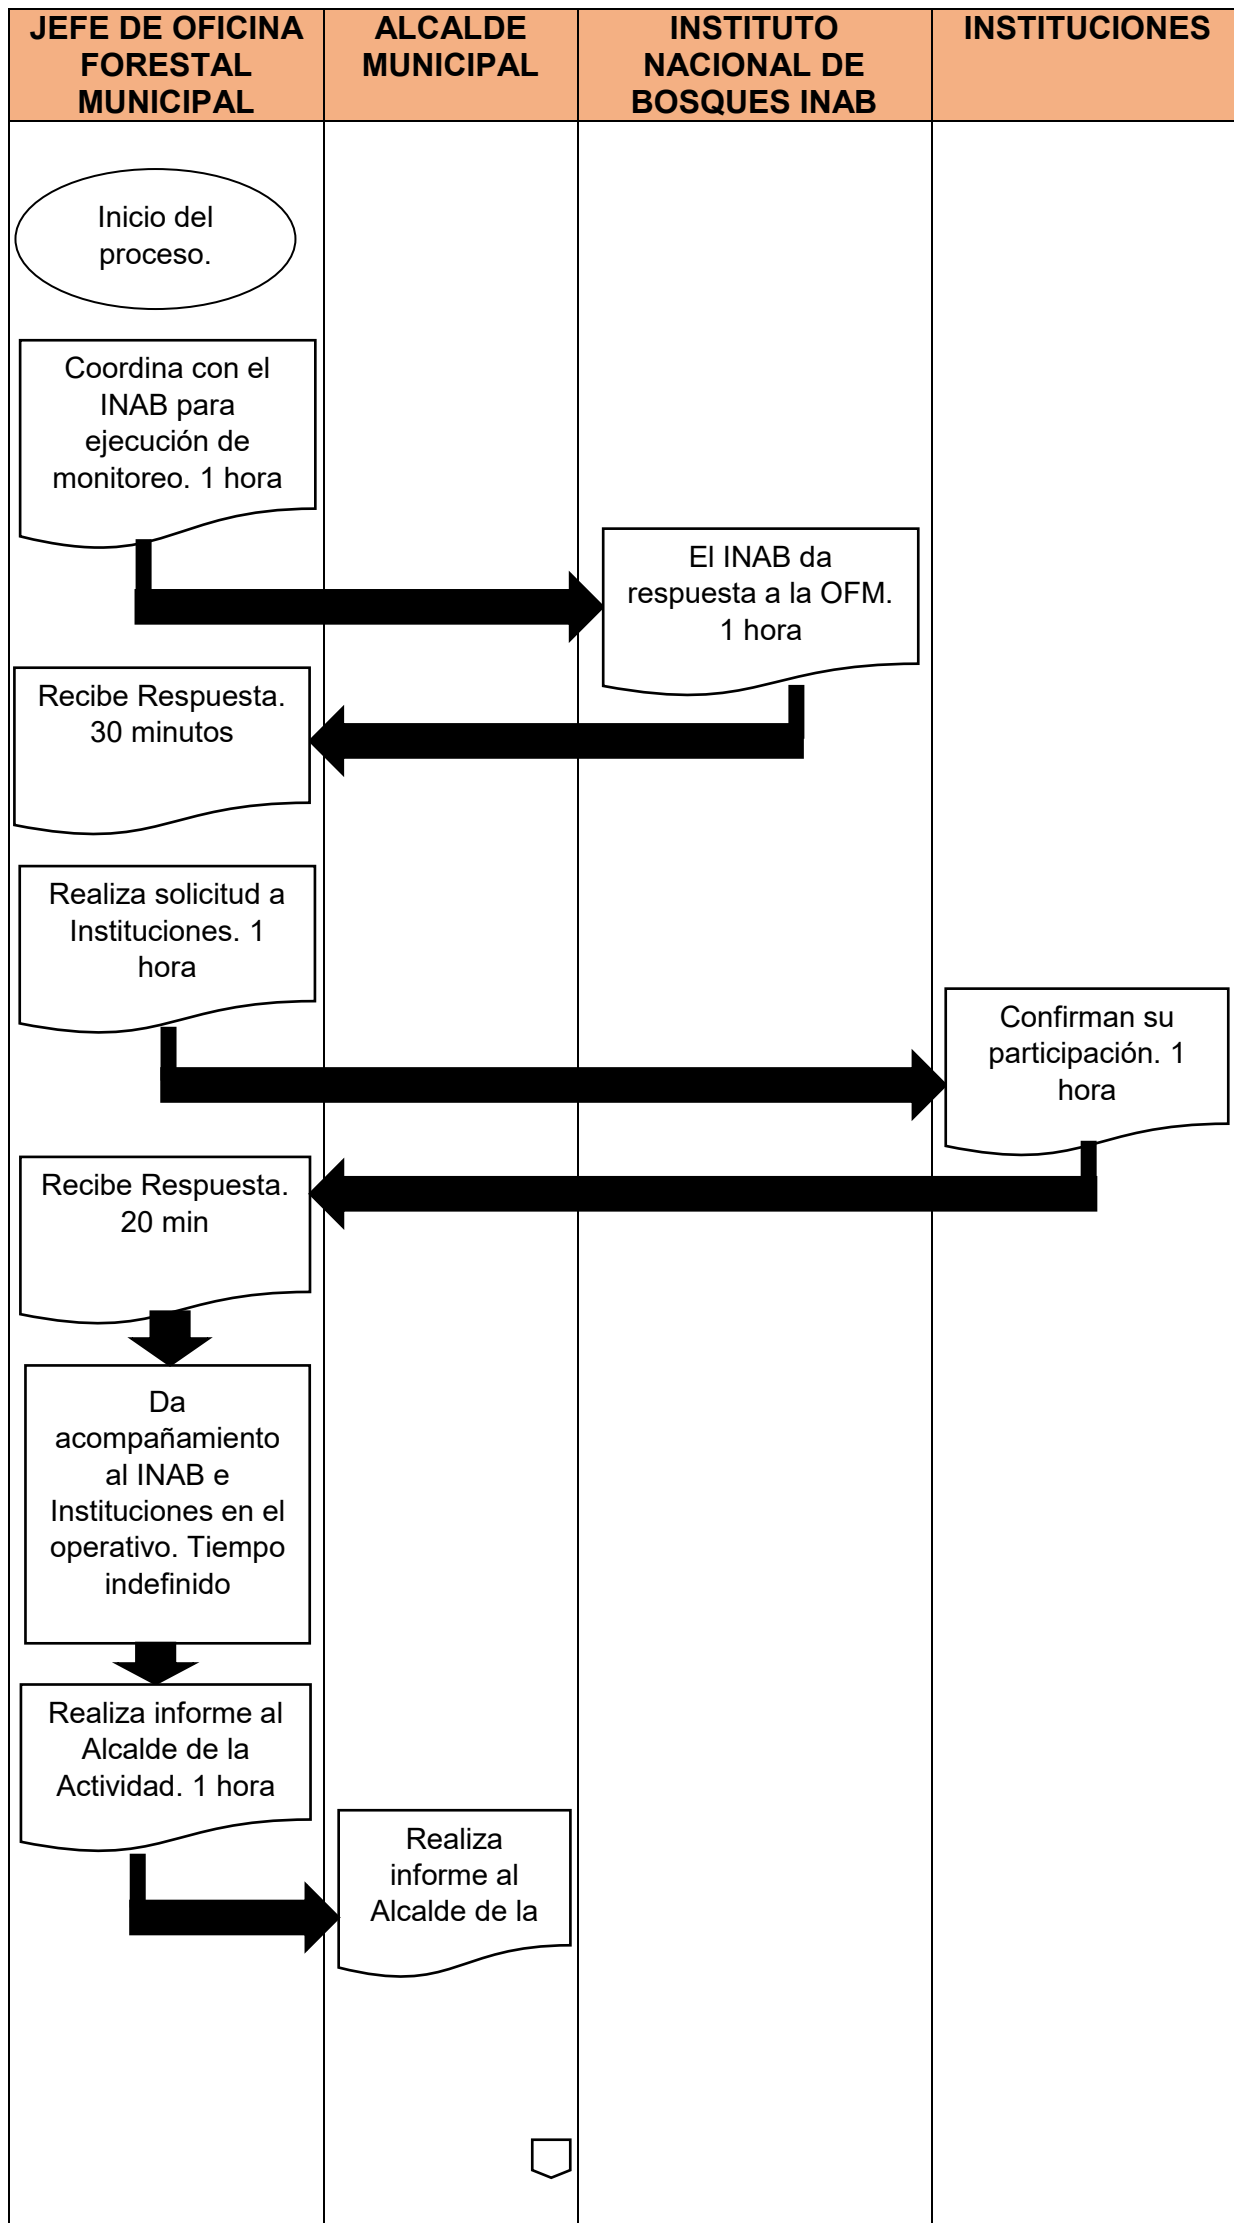 JEFE DE OFICINA
FORESTAL
MUNICIPAL
ALCALDE
MUNICIPAL
INSTITUTO
NACIONAL DE
BOSQUES INAB
INSTITUCIONES
Inicio del
proceso.
Coordina con el
INAB para
ejecución de
monitoreo. 1 hora
El INAB da
respuesta a la OFM.
1 hora
Recibe Respuesta.
30 minutos
Realiza solicitud a
Instituciones. 1
hora
Confirman su
participación. 1
hora
Recibe Respuesta.
20 min
Da
acompañamiento
al INAB e
Instituciones en el
operativo. Tiempo
indefinido
Realiza informe al
Alcalde de la
Actividad. 1 hora
Realiza
informe al
Alcalde de la